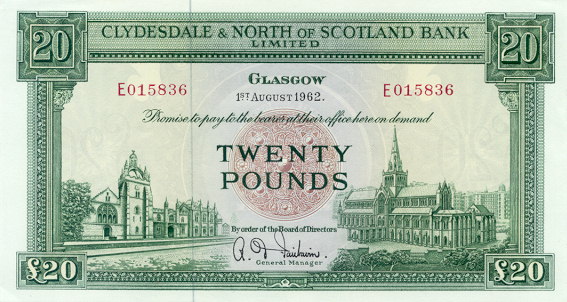 20 CLYDESDALE & NORTH OF SCOTLAND BANK 20
LIMITED
GLASGOW
E015836 E015836
1ST AUGUST 1962.
Promise to pay to the bearer at their office here on demand
TWENTY
POUNDS
By order of the Board of Directors
General Manager
£20 £20